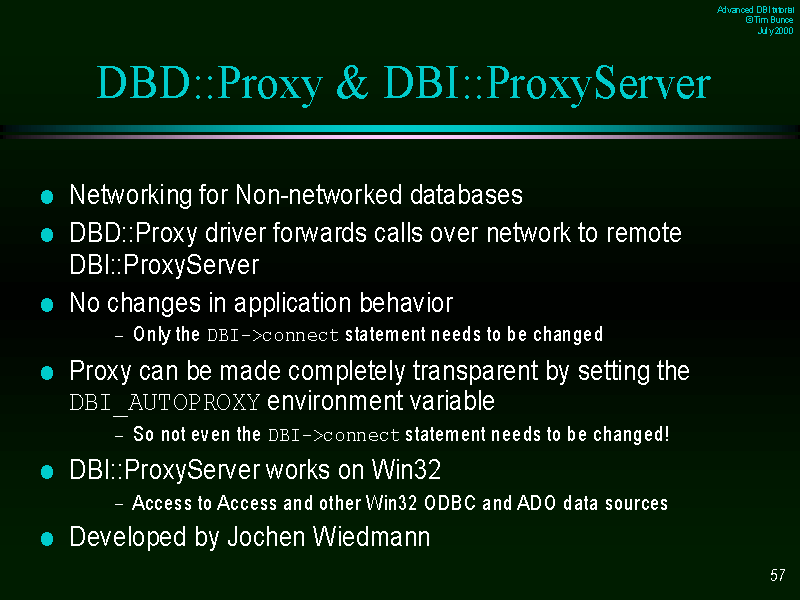 Advanced DBI tutorial
© Tim Bunce
July 2000
DBD::Proxy & DBI::ProxyServer
Networking for Non-networked databases
DBD::Proxy driver forwards calls over network to remote
DBI::ProxyServer
No changes in application behavior
– Only the DBI->connect statement needs to be changed
Proxy can be made completely transparent by setting the
DBI_AUTOPROXY environment variable
– So not even the DBI->connect statement needs to be changed!
DBI::ProxyServer works on Win32
– Access to Access and other Win32 ODBC and ADO data sources
Developed by Jochen Wiedmann
57